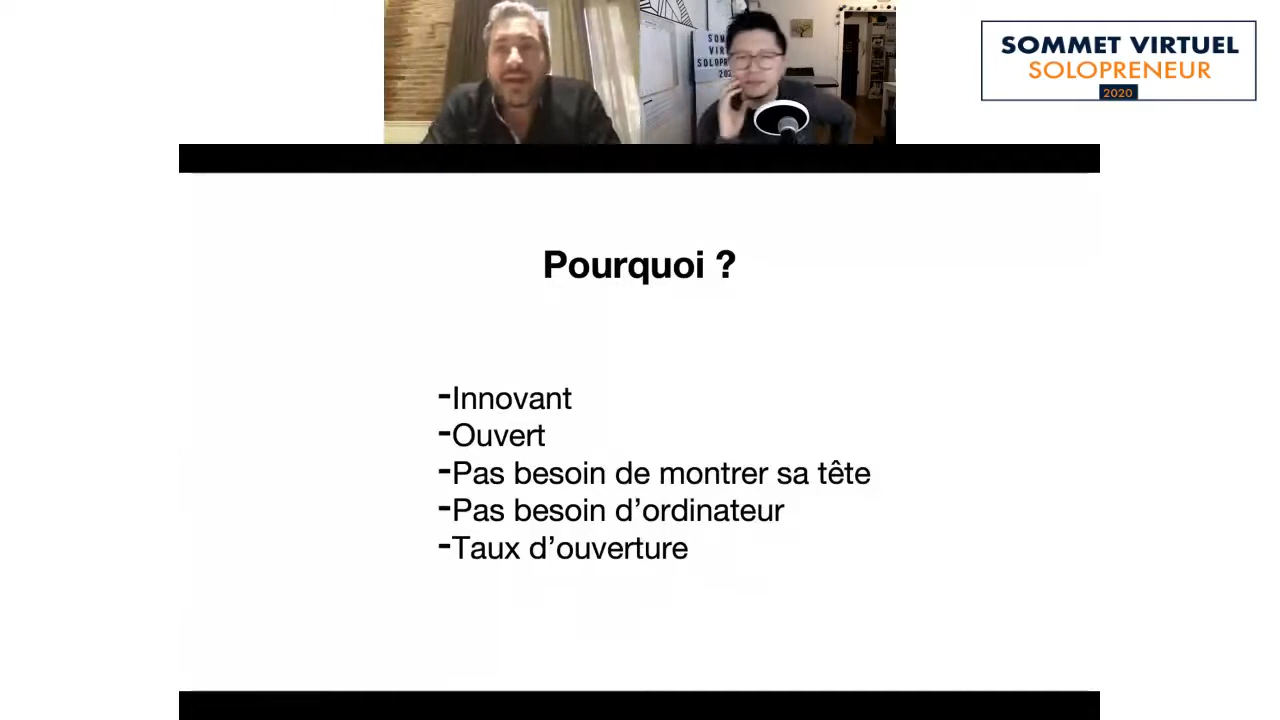 SOMMET VIRTUEL
SOLOPRENEUR
2020
Pourquoi ?
-Innovant
-Ouvert
-Pas besoin de montrer sa tête
-Pas besoin d’ordinateur
-Taux d’ouverture